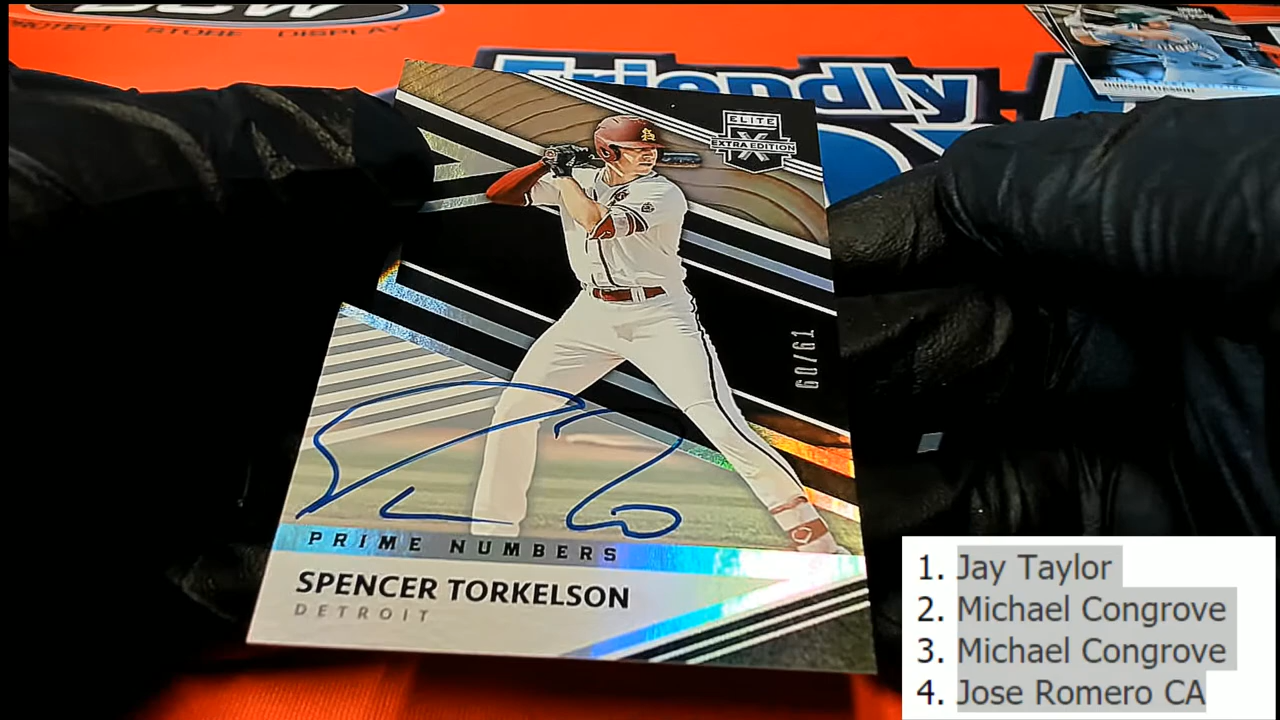 PROTECT STORE DISPLAY
Friendly
ELITE
X
EXTRA EDITION
S
60/61
PRIME NUMBERS
SPENCER TORKELSON
DETROIT
1. Jay Taylor
2. Michael Congrove
3. Michael Congrove
4. Jose Romero CA